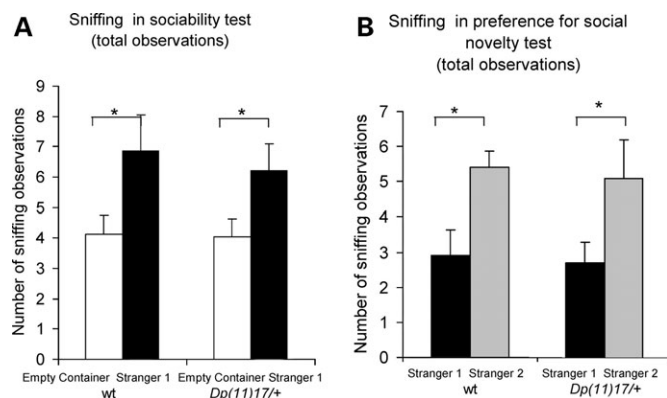 A
Sniffing in sociability test
(total observations)
Number of sniffing observations
9
8
7
6
5
4
3
2
1
0
*
*
Empty Container Stranger 1
Empty Container Stranger 1
wt
Dp(11)17/+
B
Sniffing in preference for social
novelty test
(total observations)
Number of sniffing observations
7
6
5
4
3
2
1
0
*
*
Stranger 1 Stranger 2
Stranger 1 Stranger 2
wt
Dp(11)17/+